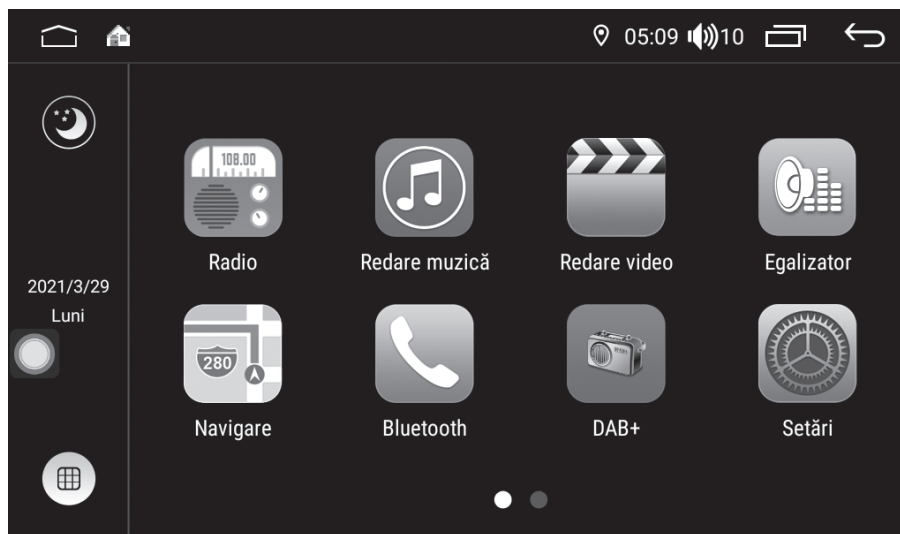 05:09 10
108.00
Radio Redare muzică Redare video Egalizator
2021/3/29
Luni
280
Navigare Bluetooth DAB+ Setări